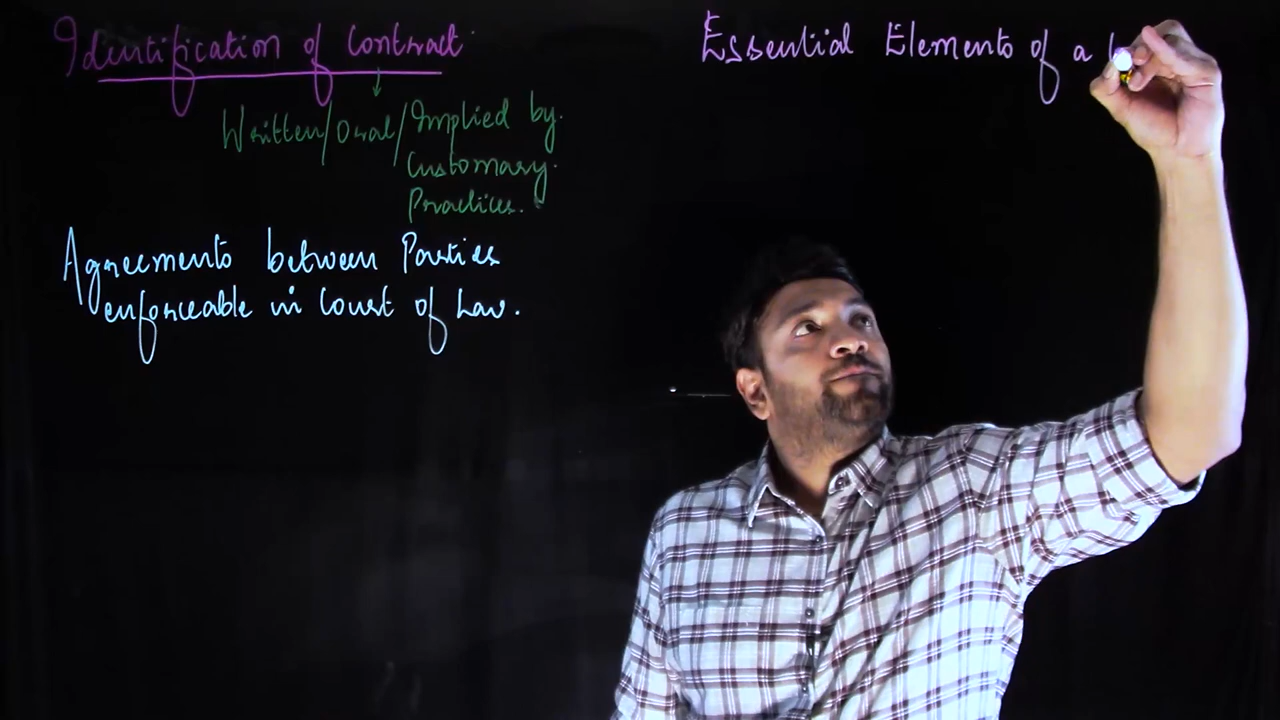 Identification of Contract
Written/Oral/Implied by
Customary
Practices.
Agreements between Parties
enforceable in Court of Law.
Essential Elements of a